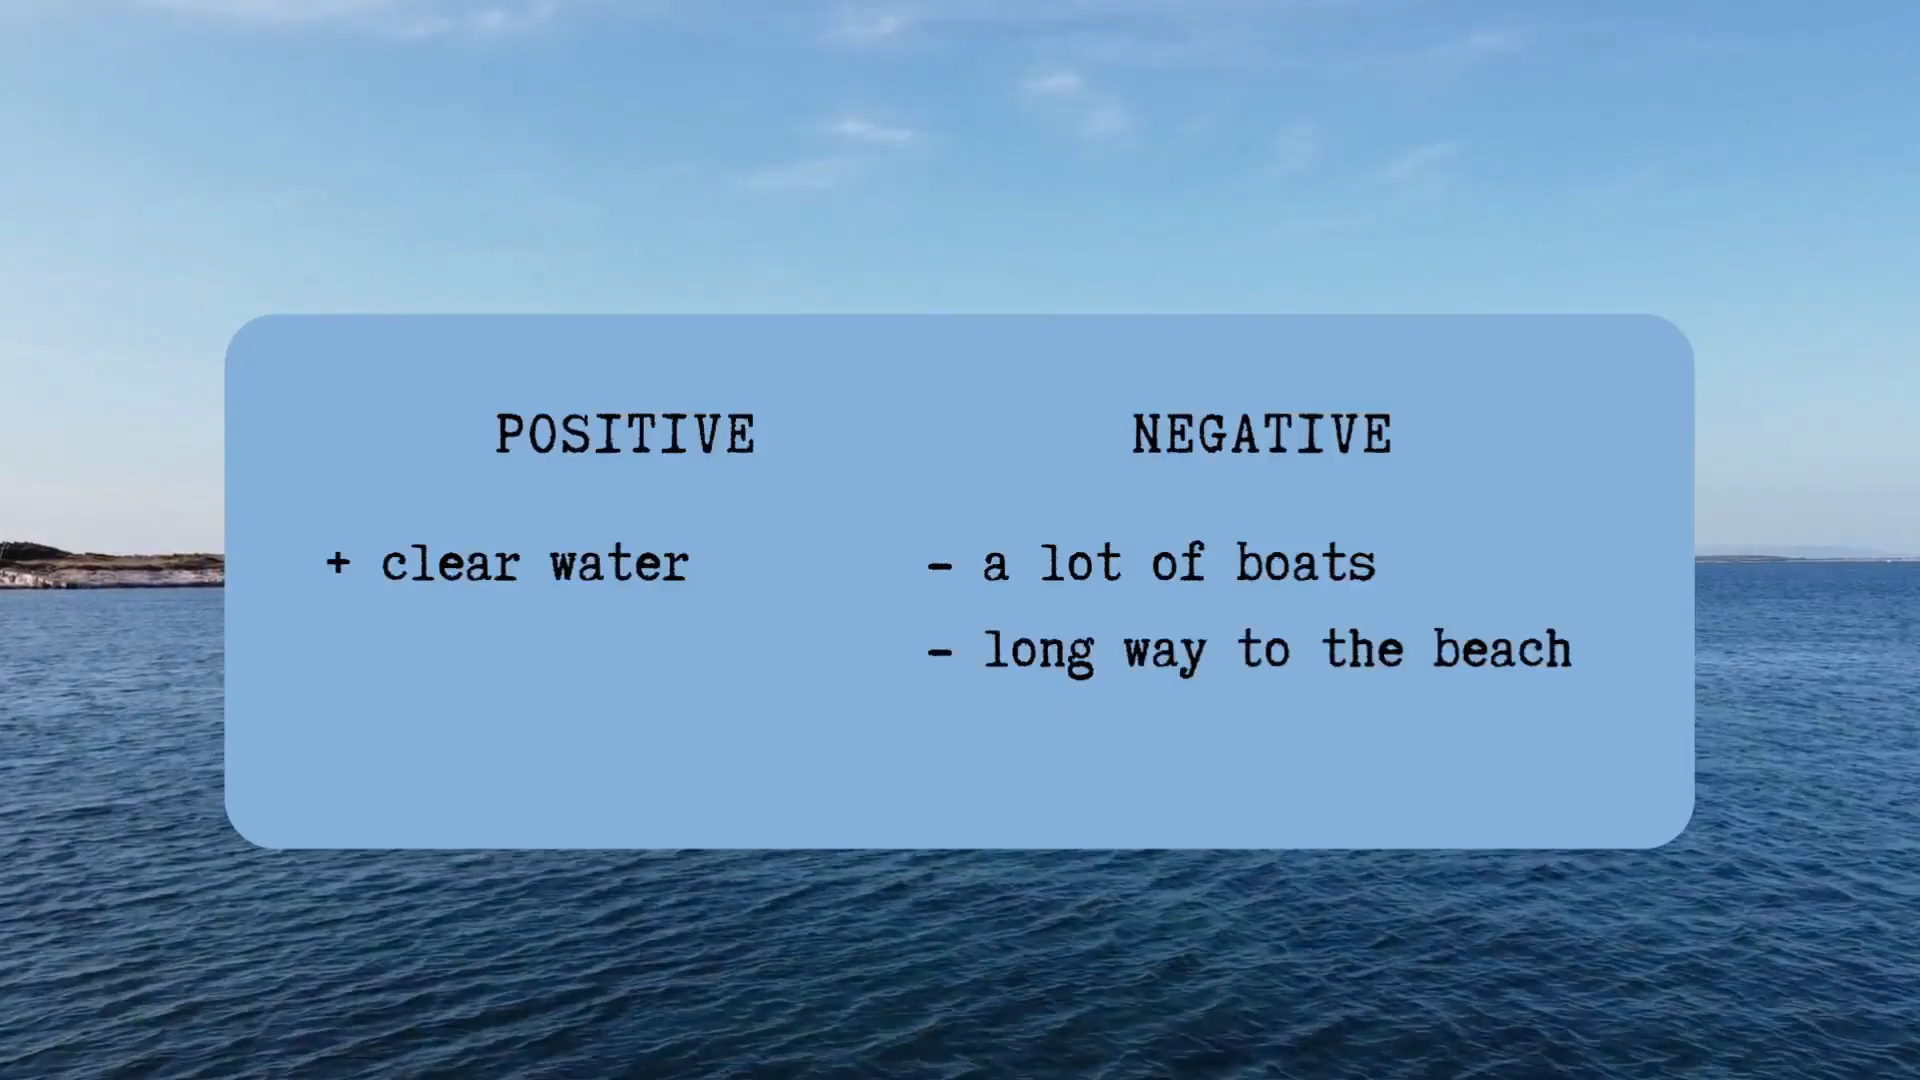 POSITIVE
+ clear water
NEGATIVE
- a lot of boats
- long way to the beach